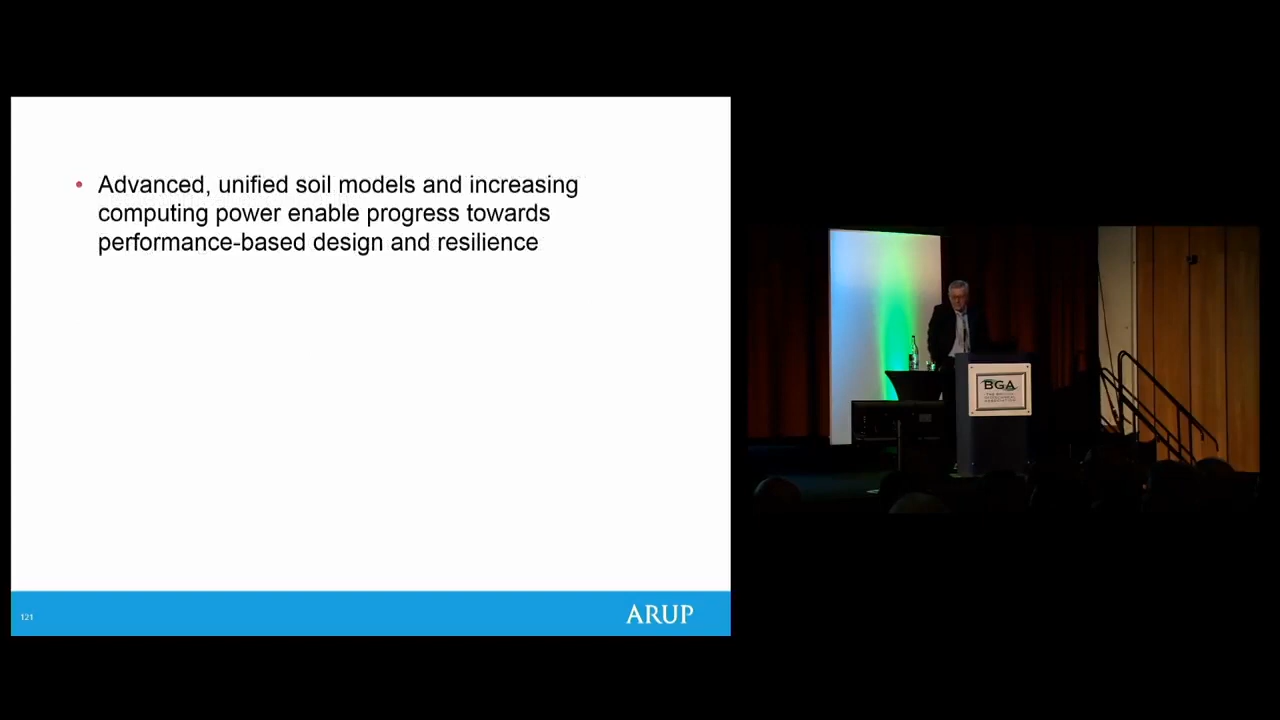 • Advanced, unified soil models and increasing
computing power enable progress towards
performance-based design and resilience
121
ARUP
BGA